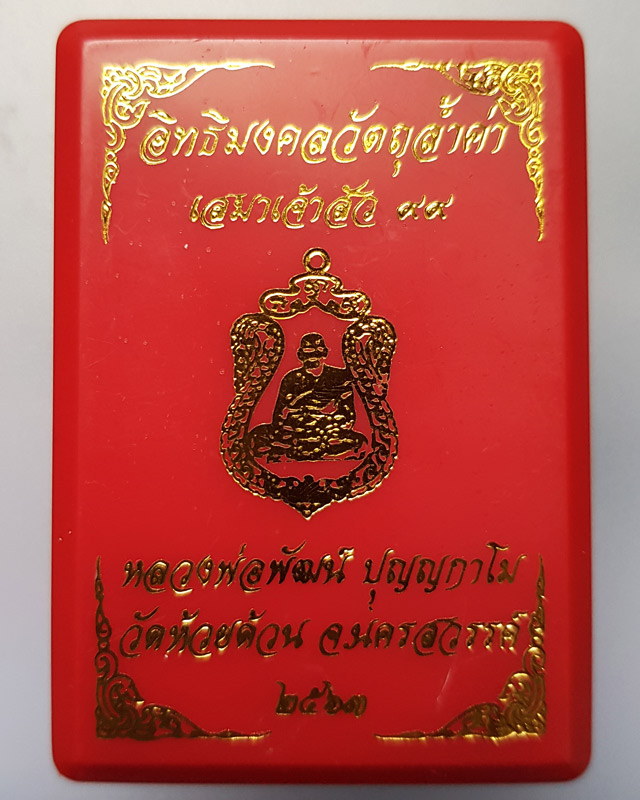 อิทธิมงคลวัตถุล้ำค่า
เสมาเจ้าสัว ๙๙
หลวงพ่อพัฒน์ ปุญญกาโม
วัดห้วยด้วน จ.นครสวรรค์
๒๕๖๓